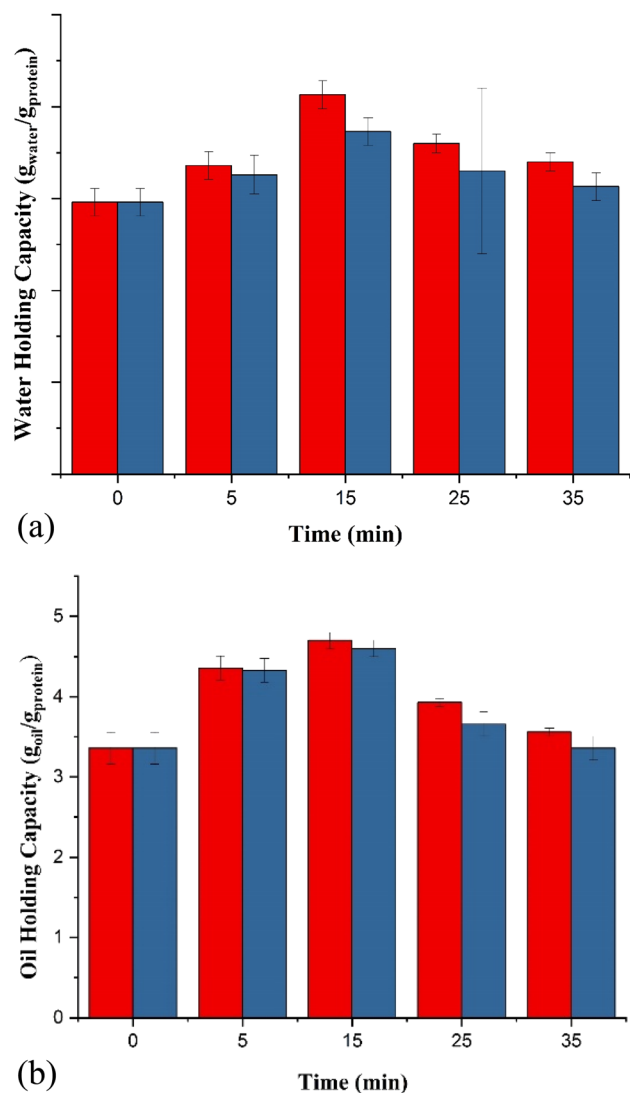 Water Holding Capacity (gwater/gprotein)
0 5 15 25 35
Time (min)
(a)
Oil Holding Capacity (goil/gprotein)
5
4
3
2
1
0
0 5 15 25 35
Time (min)
(b)